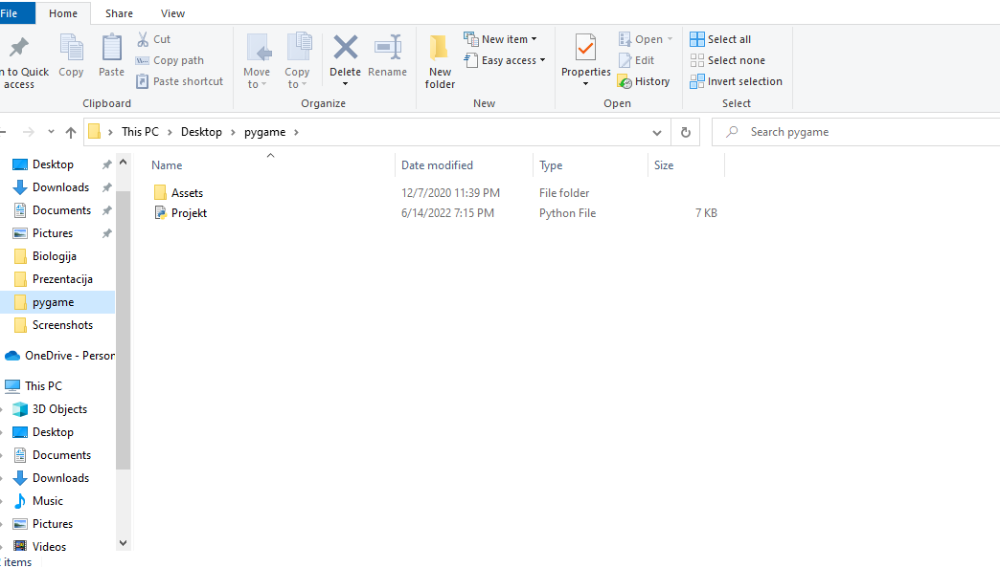 File Home Share View
n to Quick access
Copy
Paste
Cut
Copy path
Paste shortcut
Clipboard
Move to
Copy to
Delete
Rename
Organize
New folder
New item
Easy access
New
Properties
Open
Edit
History
Open
Select all
Select none
Invert selection
Select
This PC > Desktop > pygame >
Search pygame
Desktop
Downloads
Documents
Pictures
Biologija
Prezentacija
pygame
Screenshots
OneDrive - Person
This PC
3D Objects
Desktop
Documents
Downloads
Music
Pictures
Videos
Name Date modified Type Size
Assets 12/7/2020 11:39 PM File folder
Projekt 6/14/2022 7:15 PM Python File 7 KB
items